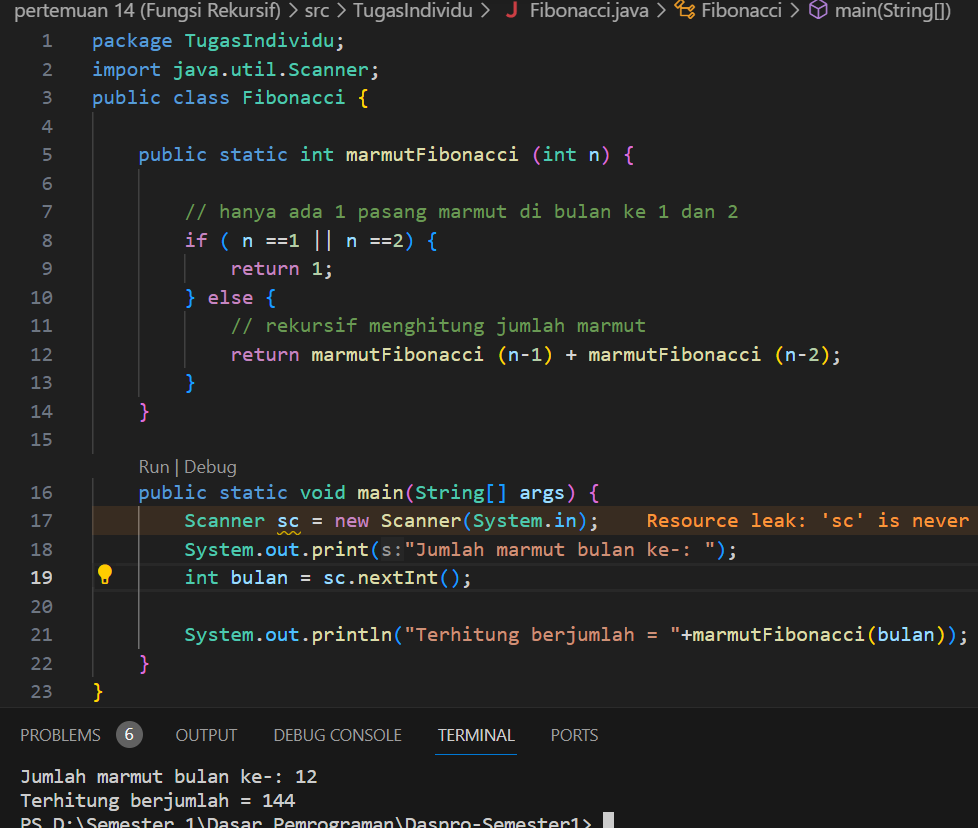 pertemuan 14 (Fungsi Rekursif) > src > TugasIndividu > J Fibonacci.java > Fibonacci > main(String[])
1 package TugasIndividu;
2 import java.util.Scanner;
3 public class Fibonacci {
4
5 public static int marmutFibonacci (int n) {
6
7 // hanya ada 1 pasang marmut di bulan ke 1 dan 2
8 if ( n ==1 || n ==2) {
9 return 1;
10 } else {
11 // rekursif menghitung jumlah marmut
12 return marmutFibonacci (n-1) + marmutFibonacci (n-2);
13 }
14 }
15
Run | Debug
16 public static void main(String[] args) {
17 Scanner sc = new Scanner(System.in); Resource leak: 'sc' is never
18 System.out.print(s:"Jumlah marmut bulan ke-: ");
19 int bulan = sc.nextInt();
20
21 System.out.println("Terhitung berjumlah = "+marmutFibonacci(bulan));
22 }
23 }
PROBLEMS 6 OUTPUT DEBUG CONSOLE TERMINAL PORTS
Jumlah marmut bulan ke-: 12
Terhitung berjumlah = 144
PS D:\Semester 1\Dasar Pemrograman\Daspro-Semester1>